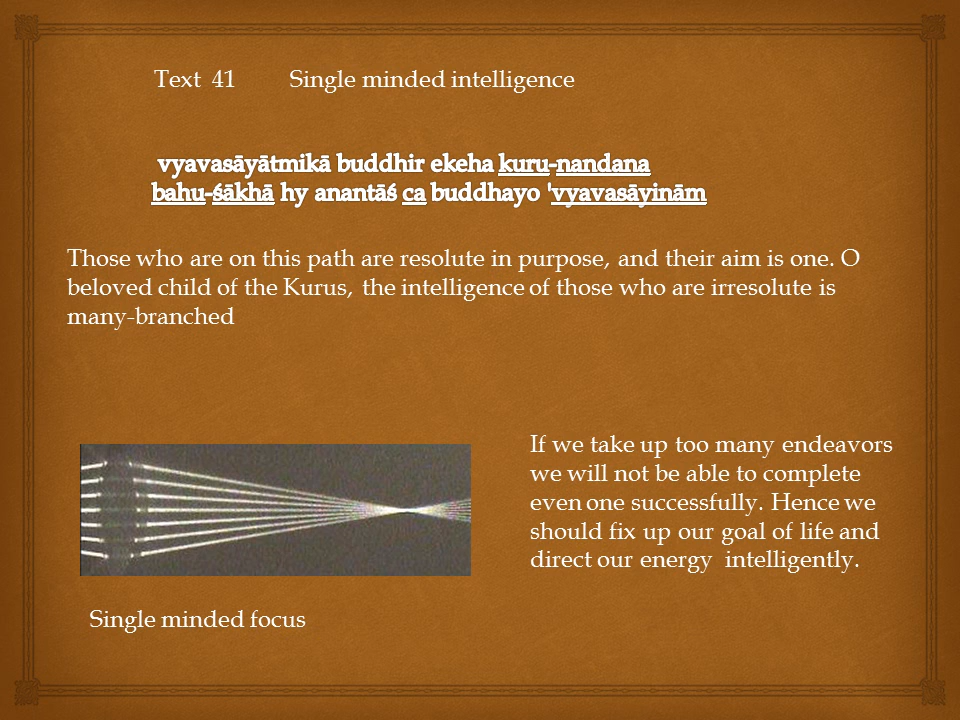 Text 41 Single minded intelligence
vyavasāyātmikā buddhir ekeha kuru-nandana
bahu-śākhā hy anantāś ca buddhayo 'vyavasāyinām
Those who are on this path are resolute in purpose, and their aim is one. O
beloved child of the Kurus, the intelligence of those who are irresolute is
many-branched
If we take up too many endeavors
we will not be able to complete
even one successfully. Hence we
should fix up our goal of life and
direct our energy intelligently.
Single minded focus